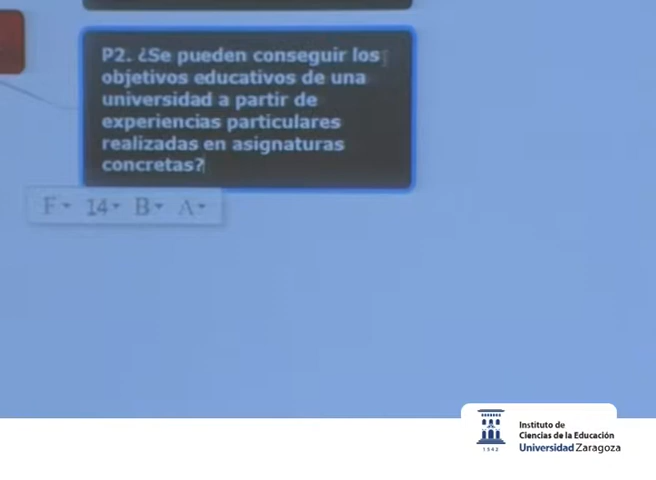 P2. ¿Se pueden conseguir los
objetivos educativos de una
universidad a partir de
experiencias particulares
realizadas en asignaturas
concretas?
F 14 B A
Instituto de
Ciencias de la Educación
Universidad Zaragoza
1542